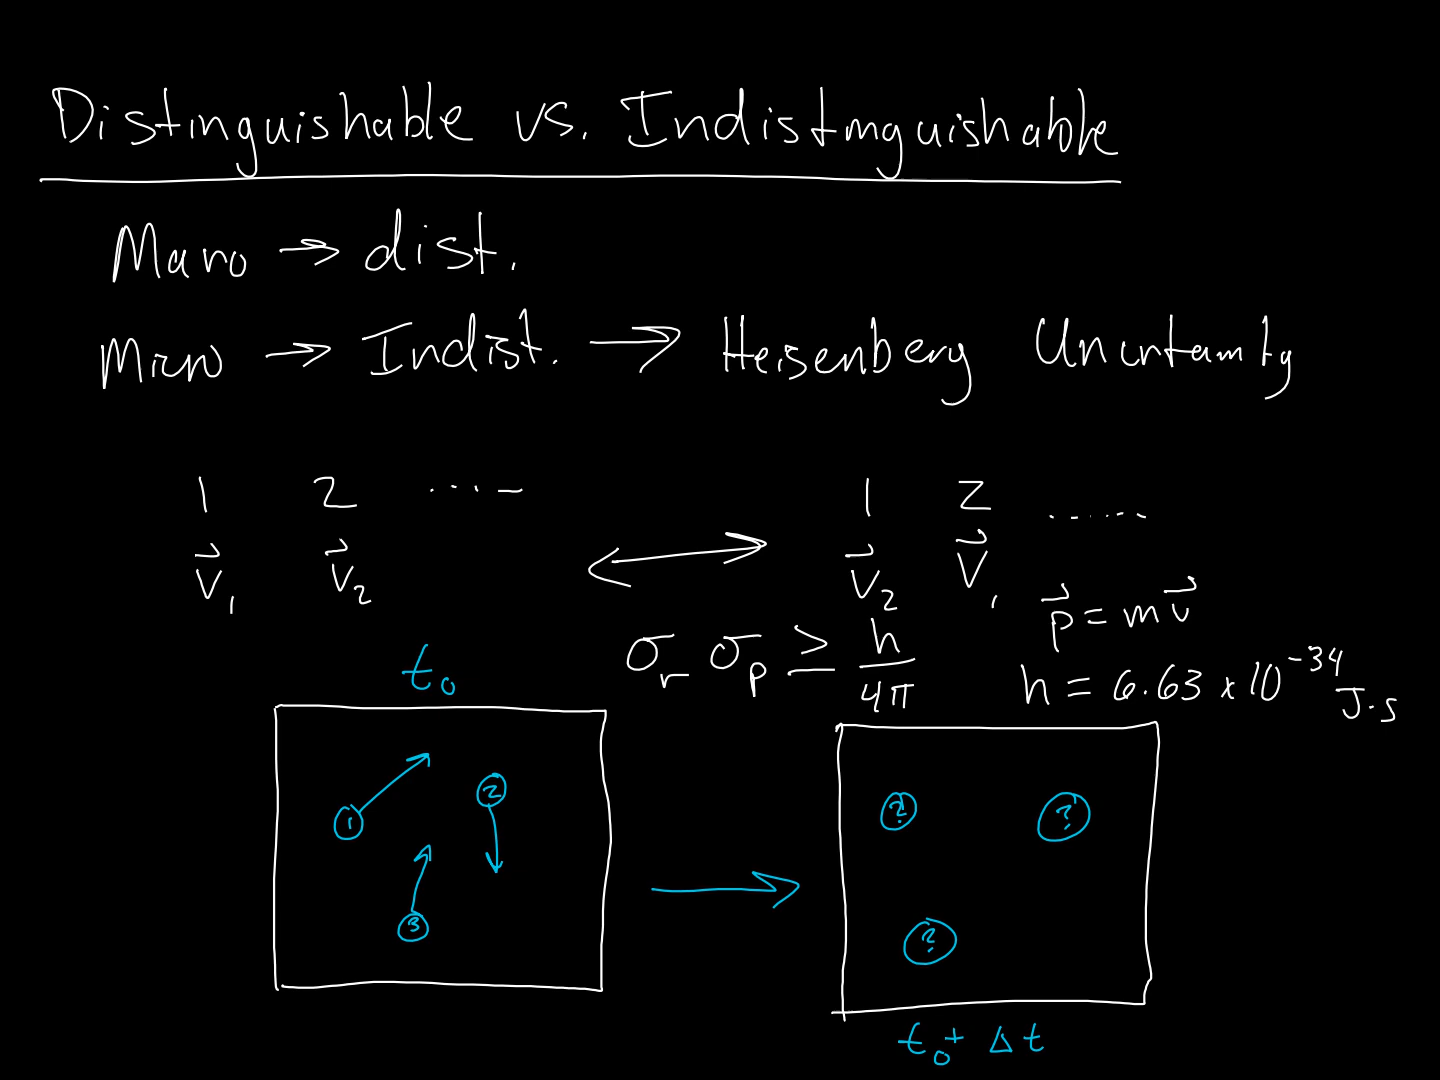 Distinguishable vs. Indistinguishable
Macro → dist.
Micro → Indist. → Heisenberg Uncertainty
1 2 ····– 1 2 ......
v⃗₁ v⃗₂ ↔ v⃗₂ v⃗₁
p⃗ = mv⃗
σᵣ σₚ ≥ h/4π
h = 6.63 x 10⁻³⁴ J·s
t₀
1 2 3
→
? ? ?
t₀ + Δt